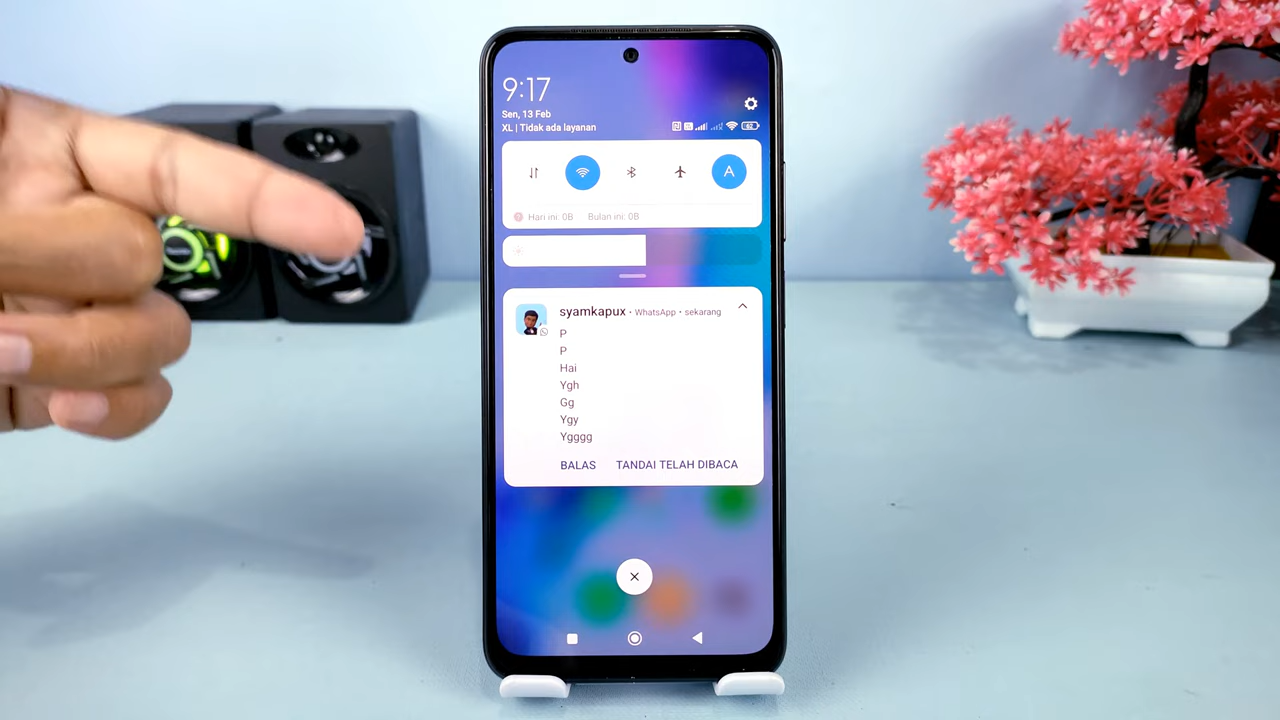 9:17
Sen, 13 Feb
XL | Tidak ada layanan
62
A
Hari ini: 0B Bulan ini: 0B
syamkapux • WhatsApp • sekarang
P
P
Hai
Ygh
Gg
Ygy
Ygggg
BALAS TANDAI TELAH DIBACA